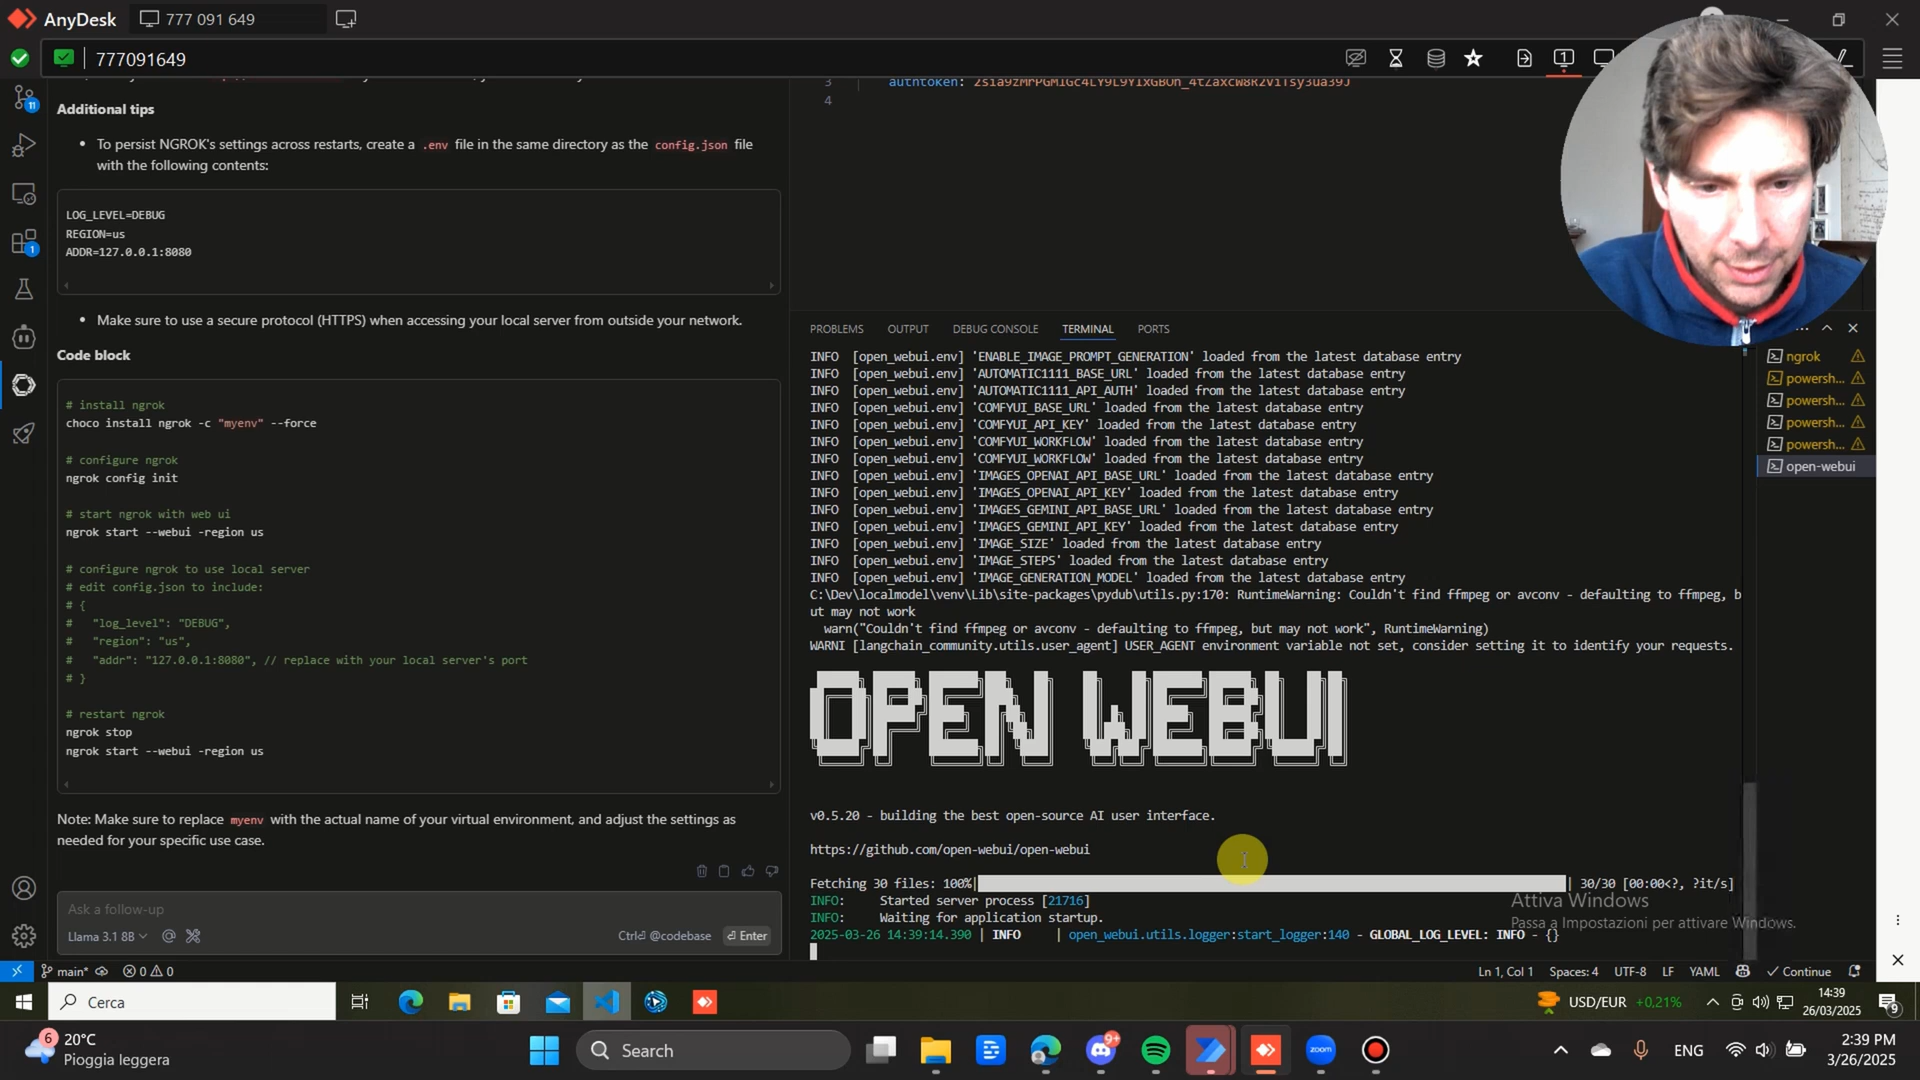 AnyDesk
777 091 649
777091649
Additional tips
To persist NGROK's settings across restarts, create a .env file in the same directory as the config.json file
with the following contents:
LOG_LEVEL=DEBUG
REGION=us
ADDR=127.0.0.1:8080
Make sure to use a secure protocol (HTTPS) when accessing your local server from outside your network.
Code block
# install ngrok
choco install ngrok -c "myenv" --force
# configure ngrok
ngrok config init
# start ngrok with web ui
ngrok start --webui -region us
# configure ngrok to use local server
# edit config.json to include:
# {
#   "log_level": "DEBUG",
#   "region": "us",
#   "addr": "127.0.0.1:8080", // replace with your local server's port
# }
# restart ngrok
ngrok stop
ngrok start --webui -region us
Note: Make sure to replace myenv with the actual name of your virtual environment, and adjust the settings as
needed for your specific use case.
Ask a follow-up
Llama 3.1 8B
Ctrl @codebase
Enter
3
authtoken:
4
PROBLEMS OUTPUT DEBUG CONSOLE TERMINAL PORTS
INFO [open_webui.env] 'ENABLE_IMAGE_PROMPT_GENERATION' loaded from the latest database entry
INFO [open_webui.env] 'AUTOMATIC1111_BASE_URL' loaded from the latest database entry
INFO [open_webui.env] 'AUTOMATIC1111_API_AUTH' loaded from the latest database entry
INFO [open_webui.env] 'COMFYUI_BASE_URL' loaded from the latest database entry
INFO [open_webui.env] 'COMFYUI_API_KEY' loaded from the latest database entry
INFO [open_webui.env] 'COMFYUI_WORKFLOW' loaded from the latest database entry
INFO [open_webui.env] 'COMFYUI_WORKFLOW' loaded from the latest database entry
INFO [open_webui.env] 'IMAGES_OPENAI_API_BASE_URL' loaded from the latest database entry
INFO [open_webui.env] 'IMAGES_OPENAI_API_KEY' loaded from the latest database entry
INFO [open_webui.env] 'IMAGES_GEMINI_API_BASE_URL' loaded from the latest database entry
INFO [open_webui.env] 'IMAGES_GEMINI_API_KEY' loaded from the latest database entry
INFO [open_webui.env] 'IMAGE_SIZE' loaded from the latest database entry
INFO [open_webui.env] 'IMAGE_STEPS' loaded from the latest database entry
INFO [open_webui.env] 'IMAGE_GENERATION_MODEL' loaded from the latest database entry
C:\Dev\localmodel\venv\Lib\site-packages\pydub\utils.py:170: RuntimeWarning: Couldn't find ffmpeg or avconv - defaulting to ffmpeg, b
ut may not work
warn("Couldn't find ffmpeg or avconv - defaulting to ffmpeg, but may not work", RuntimeWarning)
WARNI [langchain_community.utils.user_agent] USER_AGENT environment variable not set, consider setting it to identify your requests.
OPEN WEBUI
v0.5.20 - building the best open-source AI user interface.
https://github.com/open-webui/open-webui
Fetching 30 files: 100%| | 30/30 [00:00<?, ?it/s]
INFO: Started server process [21716]
INFO: Waiting for application startup.
2025-03-26 14:39:14.390 | INFO | open_webui.utils.logger:start_logger:140 - GLOBAL_LOG_LEVEL: INFO - {}
ngrok
powersh...
powersh...
powersh...
powersh...
open-webui
Attiva Windows
Passa a Impostazioni per attivare Windows.
main*
0 0
Ln 1, Col 1 Spaces: 4 UTF-8 LF YAML Continue
Cerca
USD/EUR +0,21%
14:39
26/03/2025
9
6
20°C
Pioggia leggera
Search
9+
zoom
ENG
2:39 PM
3/26/2025
11
1
1